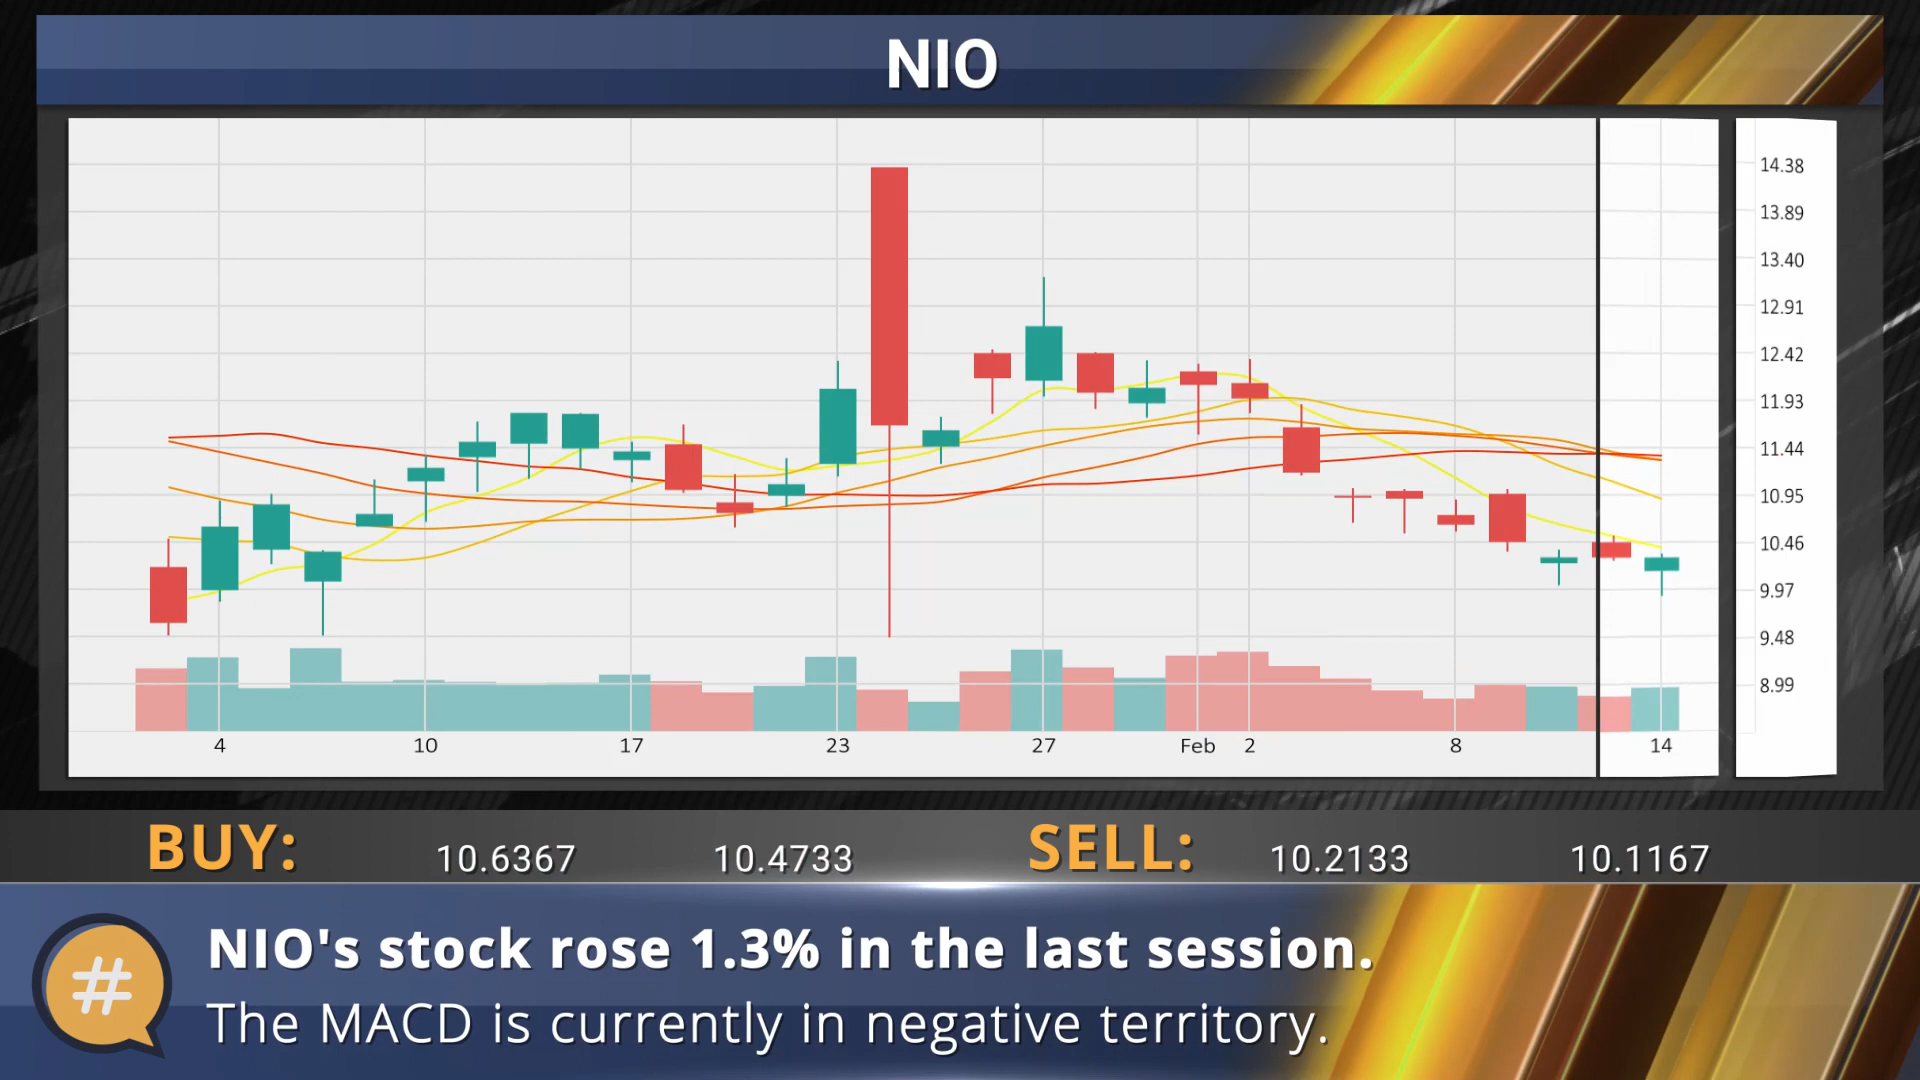 NIO
14.38
13.89
13.40
12.91
12.42
11.93
11.44
10.95
10.46
9.97
9.48
8.99
4 10 17 23 27 Feb 2 8 14
BUY: 10.6367 10.4733 SELL: 10.2133 10.1167
NIO's stock rose 1.3% in the last session.
# The MACD is currently in negative territory.